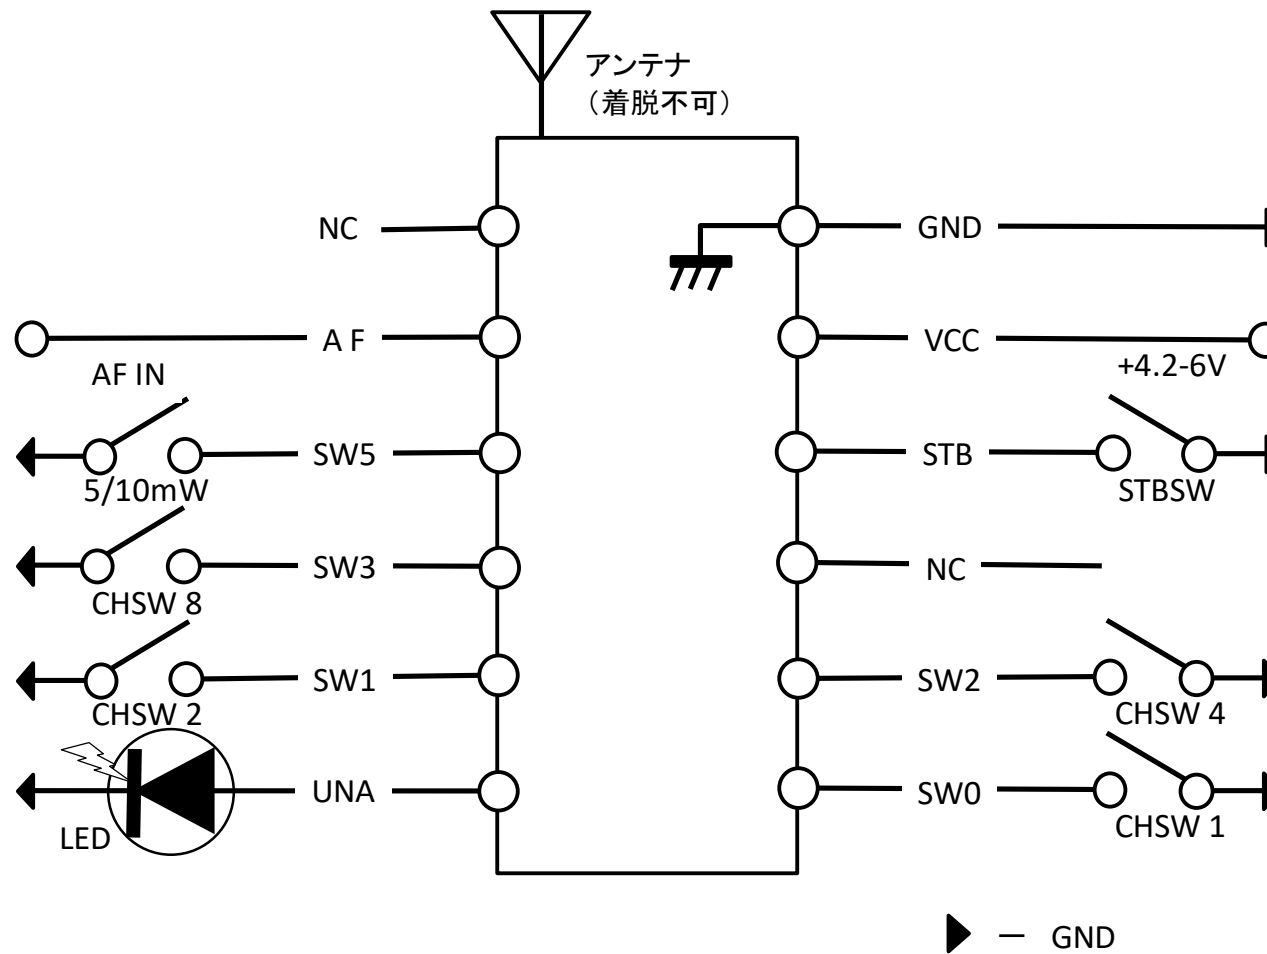 アンテナ
（着脱不可）
NC
GND
A F
VCC
AF IN
+4.2-6V
SW5
STB
5/10mW
STBSW
SW3
NC
CHSW 8
SW1
SW2
CHSW 2
CHSW 4
UNA
SW0
LED
CHSW 1
— GND